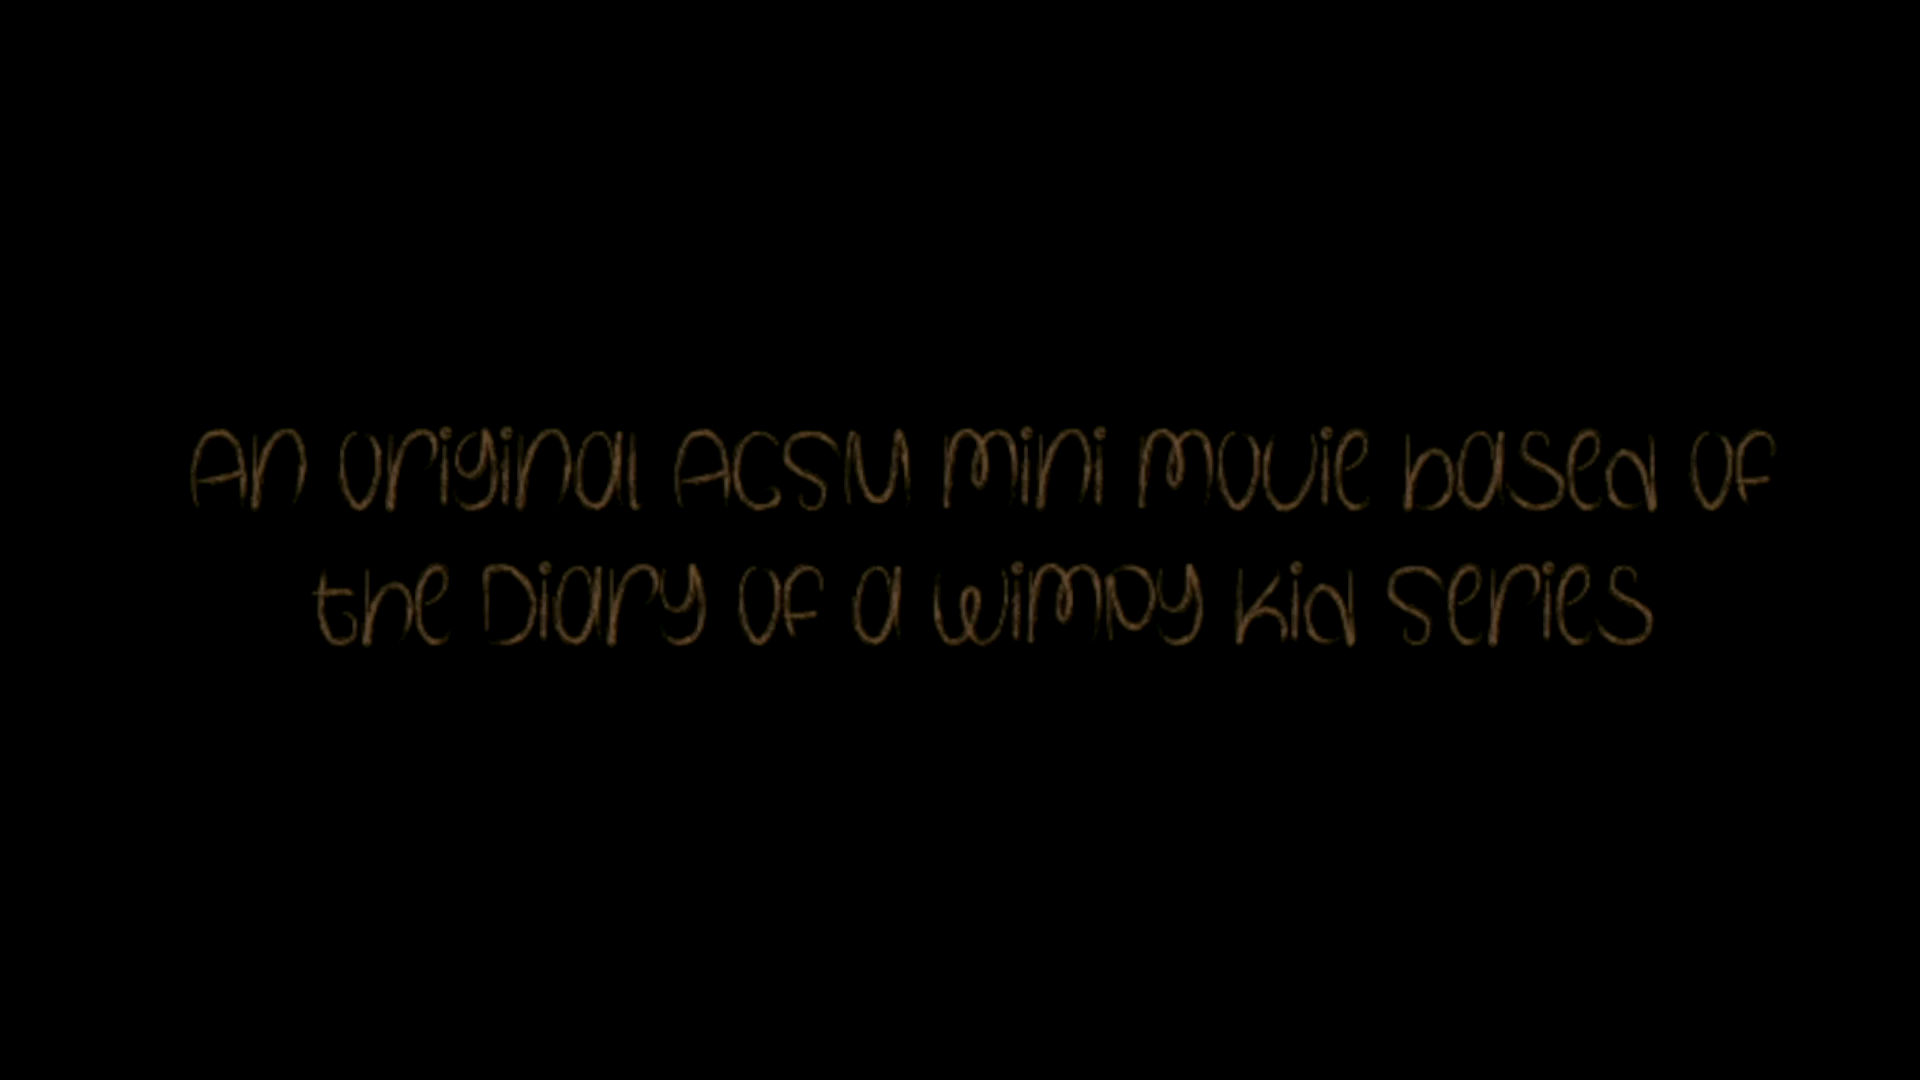 An original ACSM mini movie based of
the Diary of a Wimpy Kid series